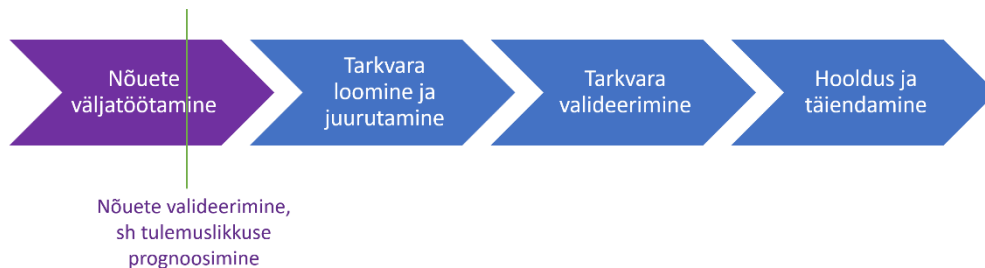 Nõuete
väljatöötamine
Tarkvara
loomine ja
juurutamine
Tarkvara
valideerimine
Hooldus ja
täiendamine
Nõuete valideerimine,
sh tulemuslikkuse
prognoosimine